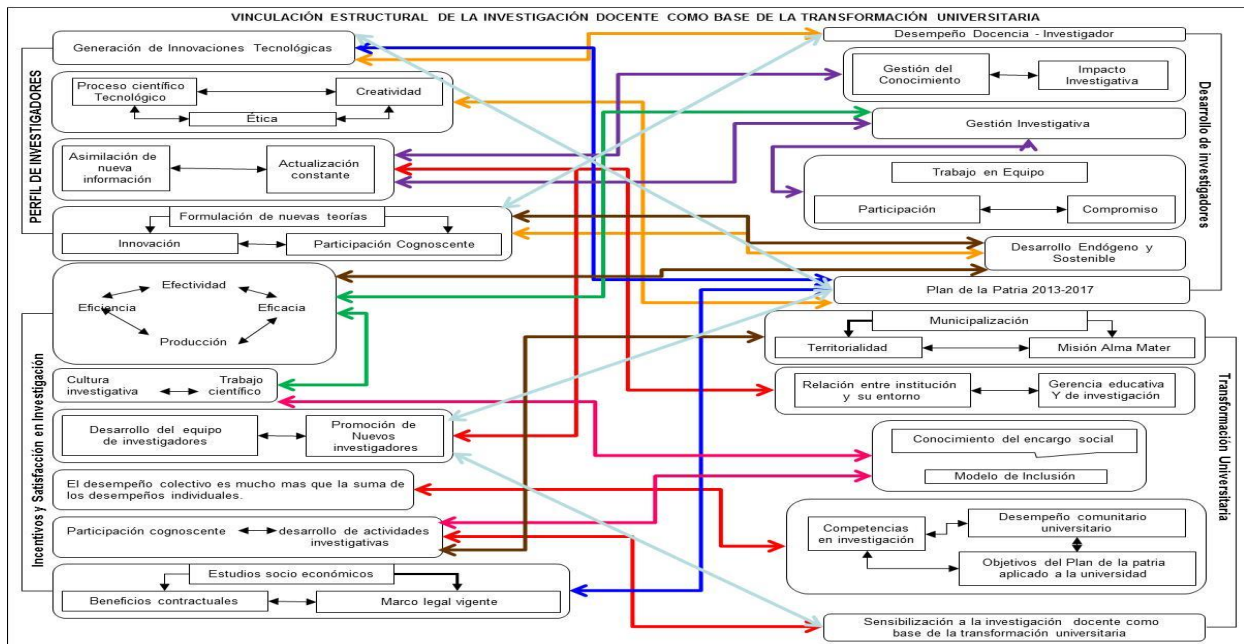 VINCULACIÓN ESTRUCTURAL DE LA INVESTIGACIÓN DOCENTE COMO BASE DE LA TRANSFORMACIÓN UNIVERSITARIA
PERFIL DE INVESTIGADORES
Generación de Innovaciones Tecnológicas
Proceso científico
Tecnológico
Creatividad
Ética
Asimilación de
nueva
información
Actualización
constante
Formulación de nuevas teorías
Innovación
Participación Cognoscente
Incentivos y Satisfacción en Investigación
Efectividad
Eficiencia
Eficacia
Producción
Cultura
investigativa
Trabajo
científico
Desarrollo del equipo
de investigadores
Promoción de
Nuevos
investigadores
El desempeño colectivo es mucho mas que la suma de
los desempeños individuales.
Participación cognoscente
desarrollo de actividades
investigativas
Estudios socio económicos
Beneficios contractuales
Marco legal vigente
Desarrollo de investigadores
Desempeño Docencia - Investigador
Gestión del
Conocimiento
Impacto
Investigativa
Gestión Investigativa
Trabajo en Equipo
Participación
Compromiso
Desarrollo Endógeno y
Sostenible
Plan de la Patria 2013-2017
Transformación Universitaria
Municipalización
Territorialidad
Misión Alma Mater
Relación entre institución
y su entorno
Gerencia educativa
Y de investigación
Conocimiento del encargo social
Modelo de Inclusión
Competencias
en investigación
Desempeño comunitario
universitario
Objetivos del Plan de la patria
aplicado a la universidad
Sensibilización a la investigación docente como
base de la transformación universitaria